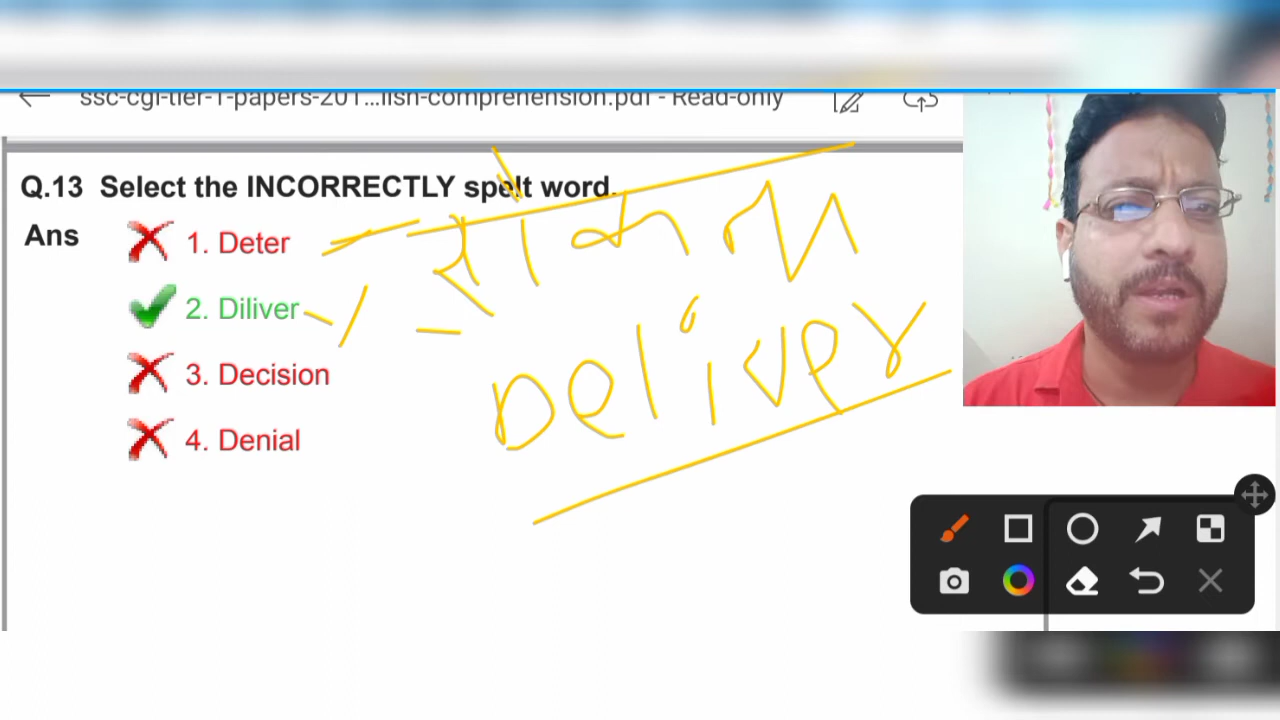 ssc-cgl-tier-1-papers-201...lish-comprehension.pdf - Read-only
Q.13 Select the INCORRECTLY spelt word.
Ans
1. Deter
2. Diliver
3. Decision
4. Denial
Deliver